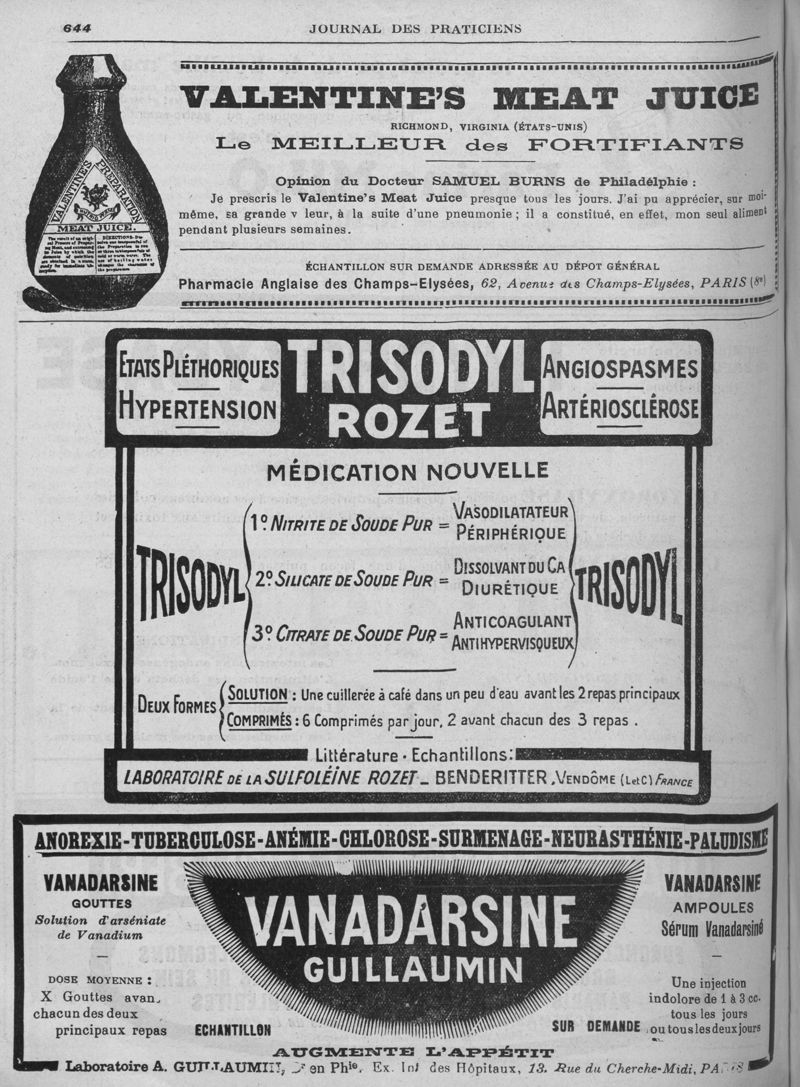 644
JOURNAL DES PRATICIENS
VALENTINE'S MEAT JUICE
RICHMOND, VIRGINIA (ÉTATS-UNIS)
Le MEILLEUR des FORTIFIANTS
Opinion du Docteur SAMUEL BURNS de Philadélphie :
Je prescris le Valentine's Meat Juice presque tous les jours. J'ai pu apprécier, sur moi-
même, sa grande v leur, à la suite d'une pneumonie ; il a constitué, en effet, mon seul aliment
pendant plusieurs semaines.
ÉCHANTILLON SUR DEMANDE ADRESSÉE AU DÉPOT GÉNÉRAL
Pharmacie Anglaise des Champs-Elysées, 62, Avenue des Champs-Elysées, PARIS (8e)
VALENTINE'S
PREPARATION
MEAT JUICE.
ETATS PLÉTHORIQUES
HYPERTENSION
TRISODYL
ROZET
ANGIOSPASMES
ARTÉRIOSCLÉROSE
MÉDICATION NOUVELLE
TRISODYL
1º NITRITE DE SOUDE PUR = VASODILATATEUR
PÉRIPHÉRIQUE
2º SILICATE DE SOUDE PUR = DISSOLVANT DU CA
DIURÉTIQUE
3º CITRATE DE SOUDE PUR = ANTICOAGULANT
ANTIHYPERVISQUEUX
TRISODYL
DEUX FORMES
SOLUTION : Une cuillerée à café dans un peu d'eau avant les 2 repas principaux
COMPRIMÉS : 6 Comprimés par jour, 2 avant chacun des 3 repas .
Littérature · Echantillons:
LABORATOIRE DE LA SULFOLÉINE ROZET _ BENDERITTER . VENDÔME (L et C) FRANCE
ANOREXIE-TUBERCULOSE-ANÉMIE-CHLOROSE-SURMENAGE-NEURASTHÉNIE-PALUDISME
VANADARSINE
GOUTTES
Solution d'arséniate
de Vanadium
DOSE MOYENNE :
X Gouttes avan
chacun des deux
principaux repas
VANADARSINE
GUILLAUMIN
ECHANTILLON
SUR DEMANDE
VANADARSINE
AMPOULES
Sérum Vanadarsiné
Une injection
indolore de 1 à 3 cc.
tous les jours
ou tous les deux jours
AUGMENTE L'APPÉTIT
Laboratoire A. GUILLAUMIN, en Phie, Ex. Int des Hôpitaux, 13. Rue du Cherche-Midi, PARIS